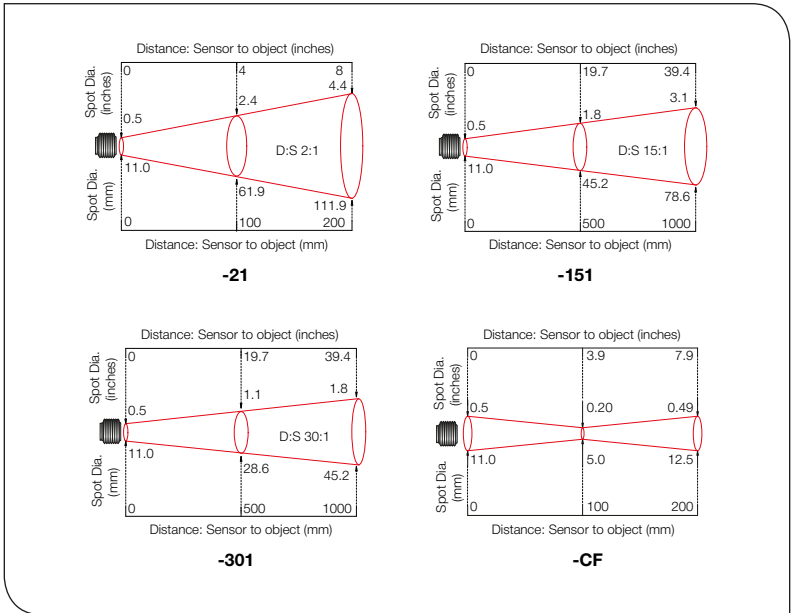 Distance: Sensor to object (inches)
0 4 8
Spot Dia.
(inches)
0.5 2.4 4.4
D:S 2:1
11.0 61.9 111.9
Spot Dia.
(mm)
0 100 200
Distance: Sensor to object (mm)
-21
Distance: Sensor to object (inches)
0 19.7 39.4
Spot Dia.
(inches)
0.5 1.8 3.1
D:S 15:1
11.0 45.2 78.6
Spot Dia.
(mm)
0 500 1000
Distance: Sensor to object (mm)
-151
Distance: Sensor to object (inches)
0 19.7 39.4
Spot Dia.
(inches)
0.5 1.1 1.8
D:S 30:1
11.0 28.6 45.2
Spot Dia.
(mm)
0 500 1000
Distance: Sensor to object (mm)
-301
Distance: Sensor to object (inches)
0 3.9 7.9
Spot Dia.
(inches)
0.5 0.20 0.49
11.0 5.0 12.5
Spot Dia.
(mm)
0 100 200
Distance: Sensor to object (mm)
-CF